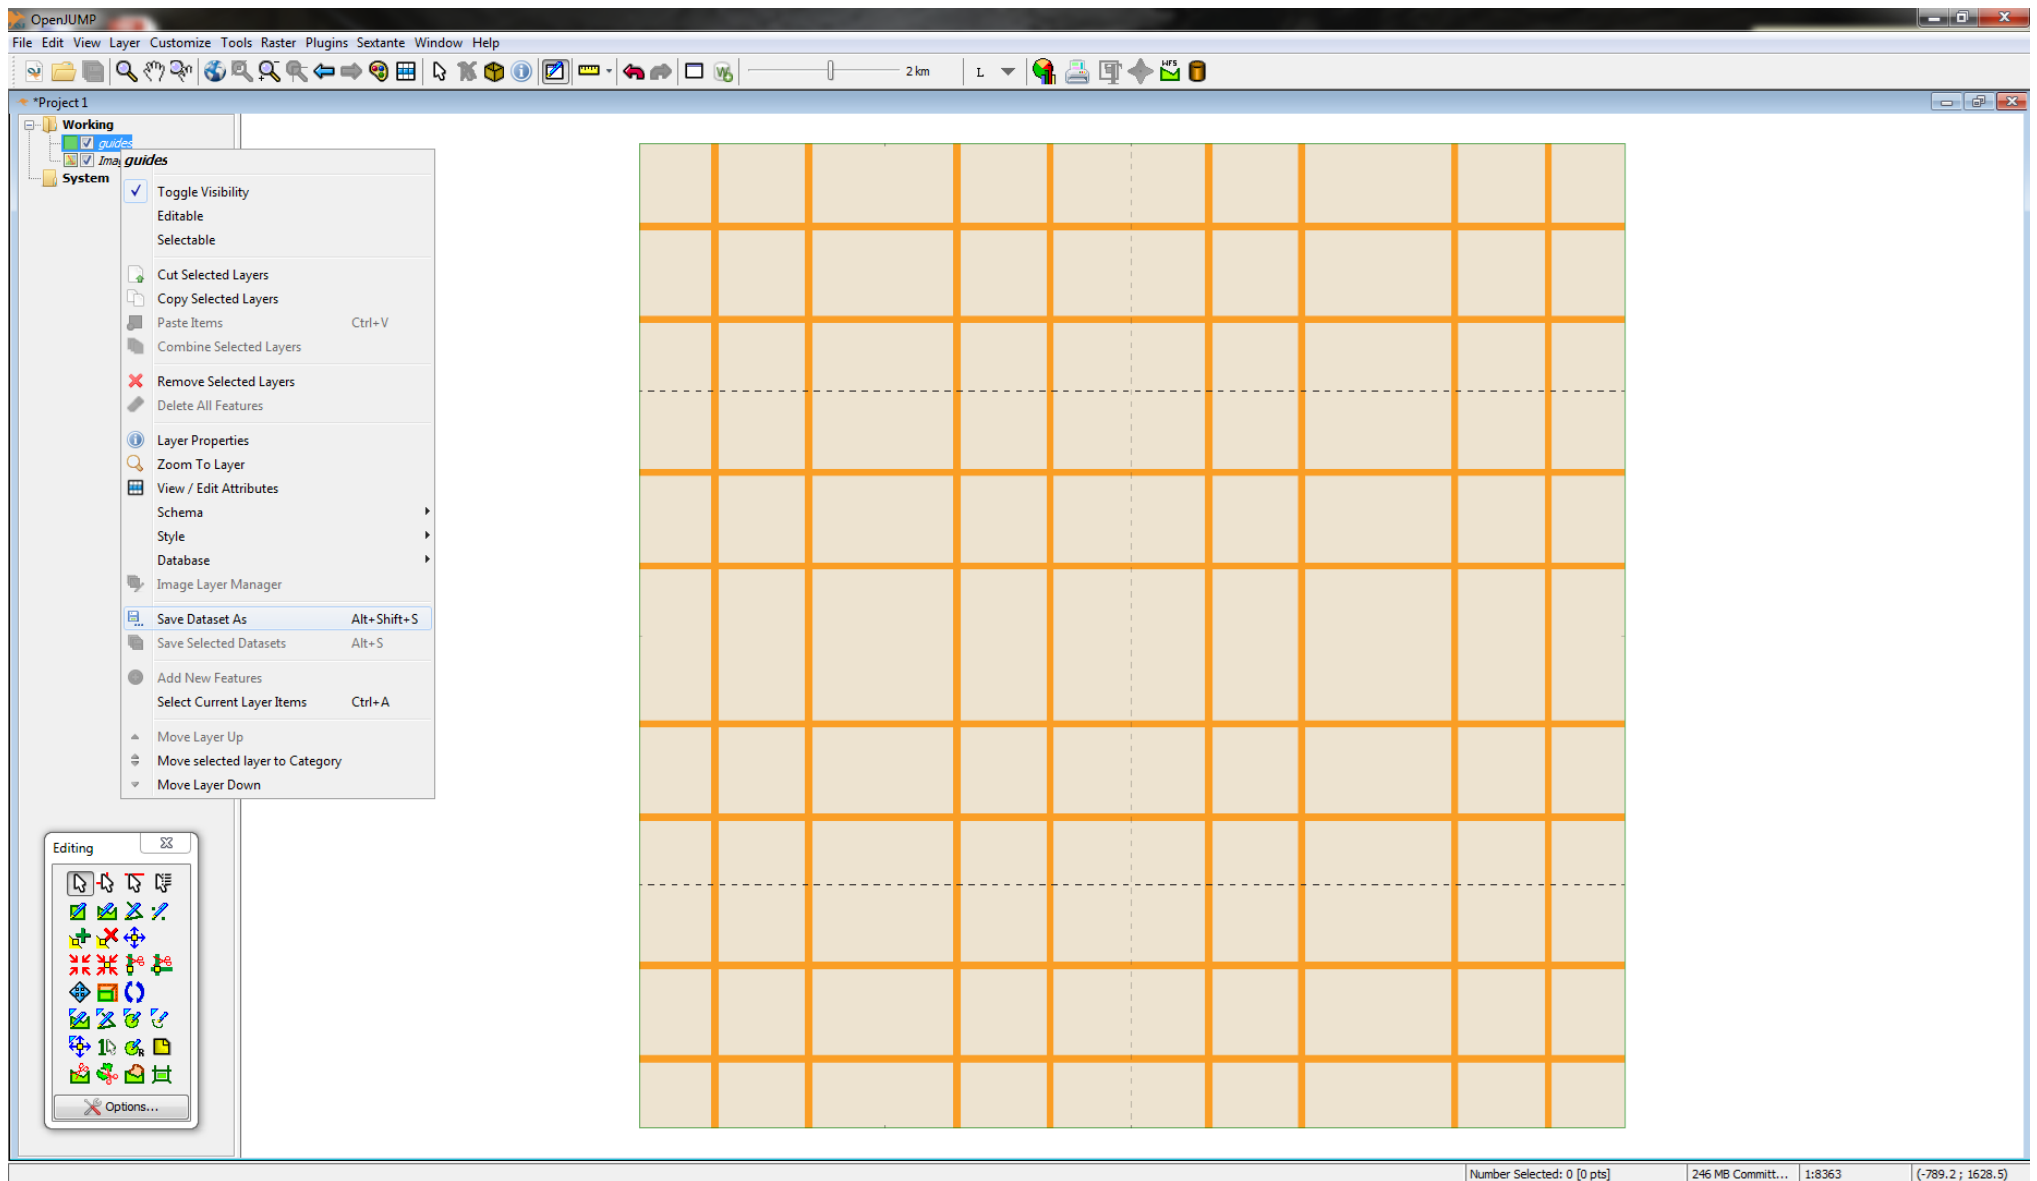 OpenJUMP
File Edit View Layer Customize Tools Raster Plugins Sextante Window Help
2 km L WFS
*Project 1
Working
guides
Ima
System
guides
Toggle Visibility
Editable
Selectable
Cut Selected Layers
Copy Selected Layers
Paste Items Ctrl+V
Combine Selected Layers
Remove Selected Layers
Delete All Features
Layer Properties
Zoom To Layer
View / Edit Attributes
Schema
Style
Database
Image Layer Manager
Save Dataset As Alt+Shift+S
Save Selected Datasets Alt+S
Add New Features
Select Current Layer Items Ctrl+A
Move Layer Up
Move selected layer to Category
Move Layer Down
Editing
Options...
Number Selected: 0 [0 pts] 246 MB Committ... 1:8363 (-789.2 ; 1628.5)